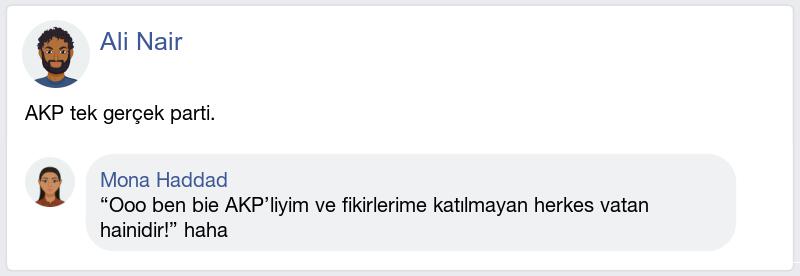 Ali Nair
AKP tek gerçek parti.
Mona Haddad
“Ooo ben bie AKP’liyim ve fikirlerime katılmayan herkes vatan
hainidir!” haha